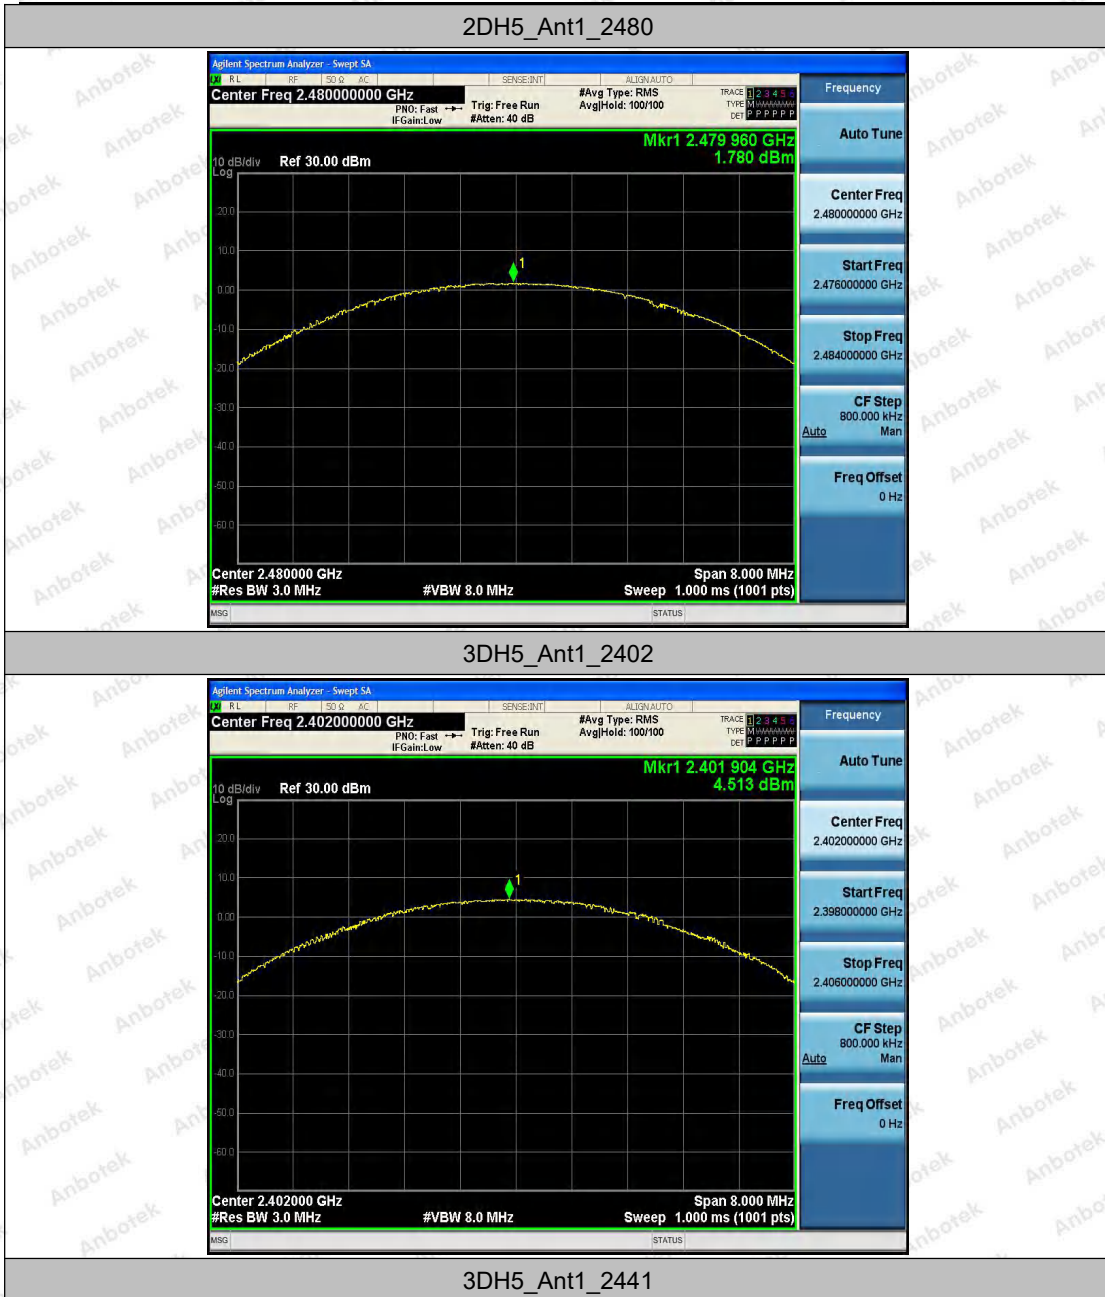 2DH5_Ant1_2480
Agilent Spectrum Analyzer - Swept SA
RL RF 50 Ω AC SENSE:INT ALIGN AUTO
Center Freq 2.480000000 GHz
PNO: Fast Trig: Free Run
IFGain:Low #Atten: 40 dB
#Avg Type: RMS
Avg|Hold: 100/100
TRACE 1 2 3 4 5 6
TYPE M
DET P P P P P P
Mkr1 2.479 960 GHz
1.780 dBm
10 dB/div Ref 30.00 dBm
Log
20.0
10.0
0.00
-10.0
-20.0
-30.0
-40.0
-50.0
-60.0
1
Center 2.480000 GHz Span 8.000 MHz
#Res BW 3.0 MHz #VBW 8.0 MHz Sweep 1.000 ms (1001 pts)
MSG STATUS
Frequency
Auto Tune
Center Freq
2.480000000 GHz
Start Freq
2.476000000 GHz
Stop Freq
2.484000000 GHz
CF Step
800.000 kHz
Auto Man
Freq Offset
0 Hz
3DH5_Ant1_2402
Agilent Spectrum Analyzer - Swept SA
RL RF 50 Ω AC SENSE:INT ALIGN AUTO
Center Freq 2.402000000 GHz
PNO: Fast Trig: Free Run
IFGain:Low #Atten: 40 dB
#Avg Type: RMS
Avg|Hold: 100/100
TRACE 1 2 3 4 5 6
TYPE M
DET P P P P P P
Mkr1 2.401 904 GHz
4.513 dBm
10 dB/div Ref 30.00 dBm
Log
20.0
10.0
0.00
-10.0
-20.0
-30.0
-40.0
-50.0
-60.0
1
Center 2.402000 GHz Span 8.000 MHz
#Res BW 3.0 MHz #VBW 8.0 MHz Sweep 1.000 ms (1001 pts)
MSG STATUS
Frequency
Auto Tune
Center Freq
2.402000000 GHz
Start Freq
2.398000000 GHz
Stop Freq
2.406000000 GHz
CF Step
800.000 kHz
Auto Man
Freq Offset
0 Hz
3DH5_Ant1_2441